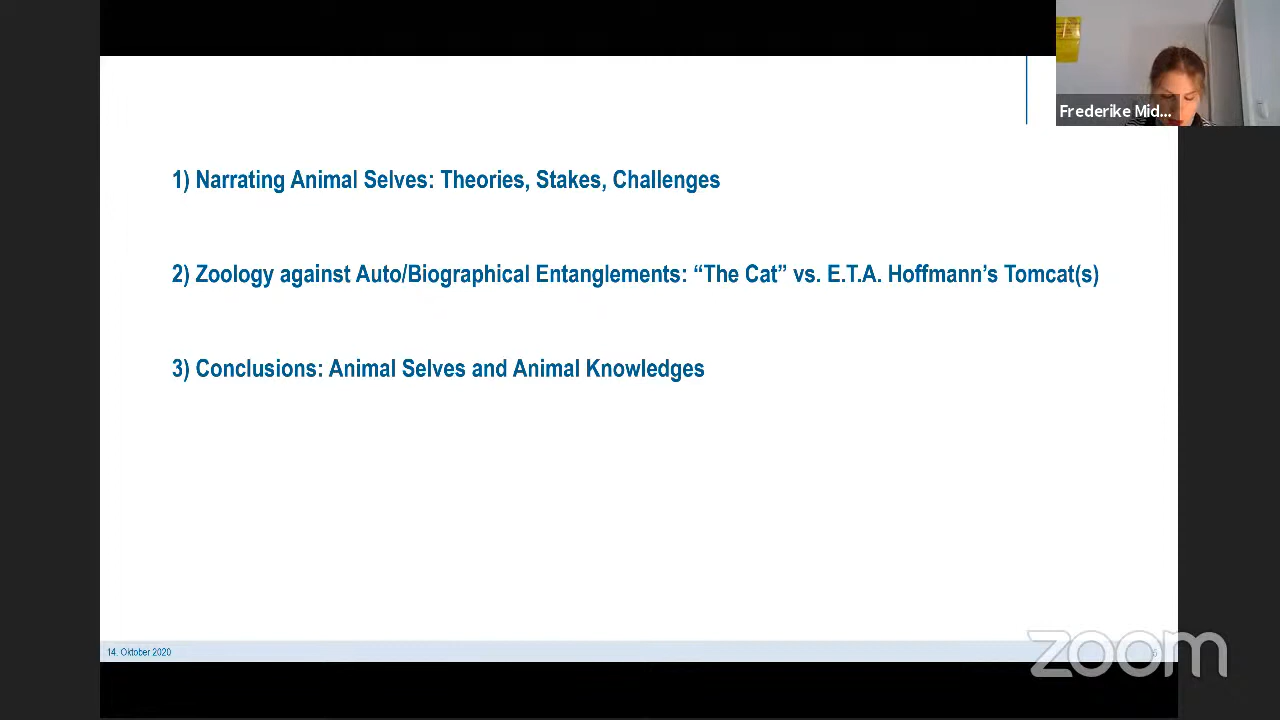 Frederike Mid...
1) Narrating Animal Selves: Theories, Stakes, Challenges
2) Zoology against Auto/Biographical Entanglements: “The Cat” vs. E.T.A. Hoffmann’s Tomcat(s)
3) Conclusions: Animal Selves and Animal Knowledges
14. Oktober 2020
zoom